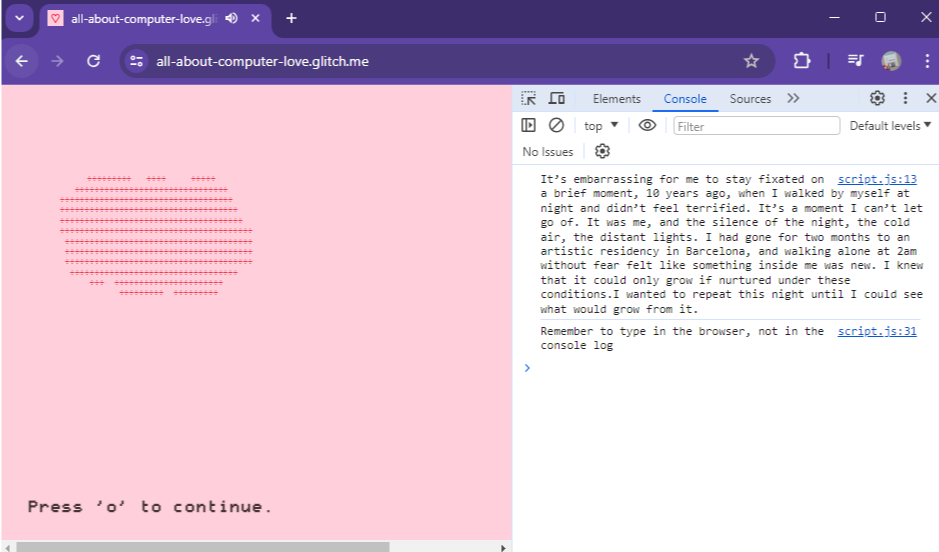 all-about-computer-love.gli
all-about-computer-love.glitch.me
Elements Console Sources
top Filter Default levels
No Issues
It's embarrassing for me to stay fixated on script.js:13
a brief moment, 10 years ago, when I walked by myself at
night and didn't feel terrified. It's a moment I can't let
go of. It was me, and the silence of the night, the cold
air, the distant lights. I had gone for two months to an
artistic residency in Barcelona, and walking alone at 2am
without fear felt like something inside me was new. I knew
that it could only grow if nurtured under these
conditions.I wanted to repeat this night until I could see
what would grow from it.
Remember to type in the browser, not in the script.js:31
console log
Press 'o' to continue.